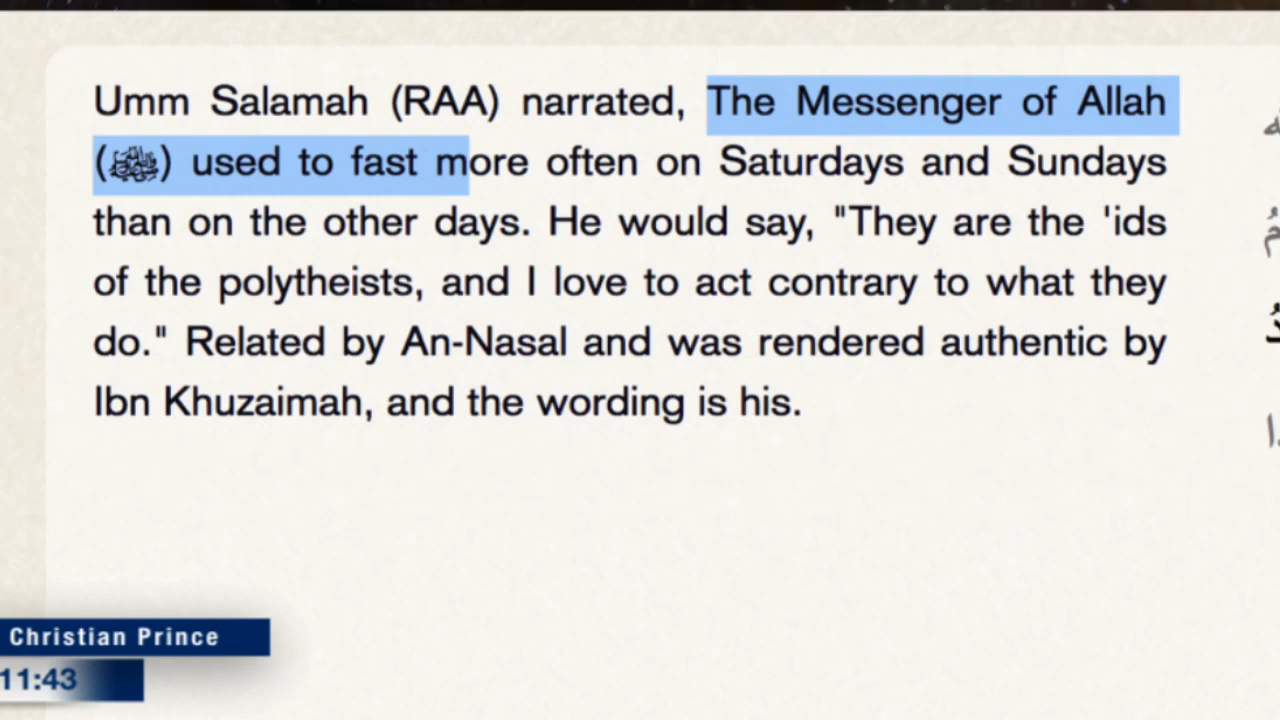 Umm Salamah (RAA) narrated, The Messenger of Allah
(ﷺ) used to fast more often on Saturdays and Sundays
than on the other days. He would say, "They are the 'ids
of the polytheists, and I love to act contrary to what they
do." Related by An-Nasal and was rendered authentic by
Ibn Khuzaimah, and the wording is his.
Christian Prince
11:43